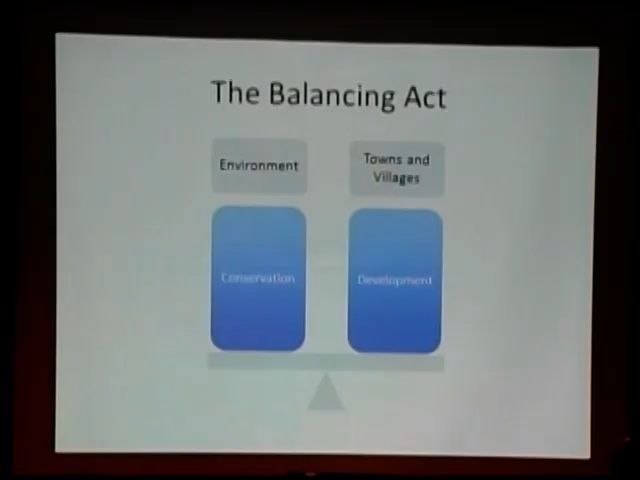 The Balancing Act
Environment
Towns and
Villages
Conservation
Development